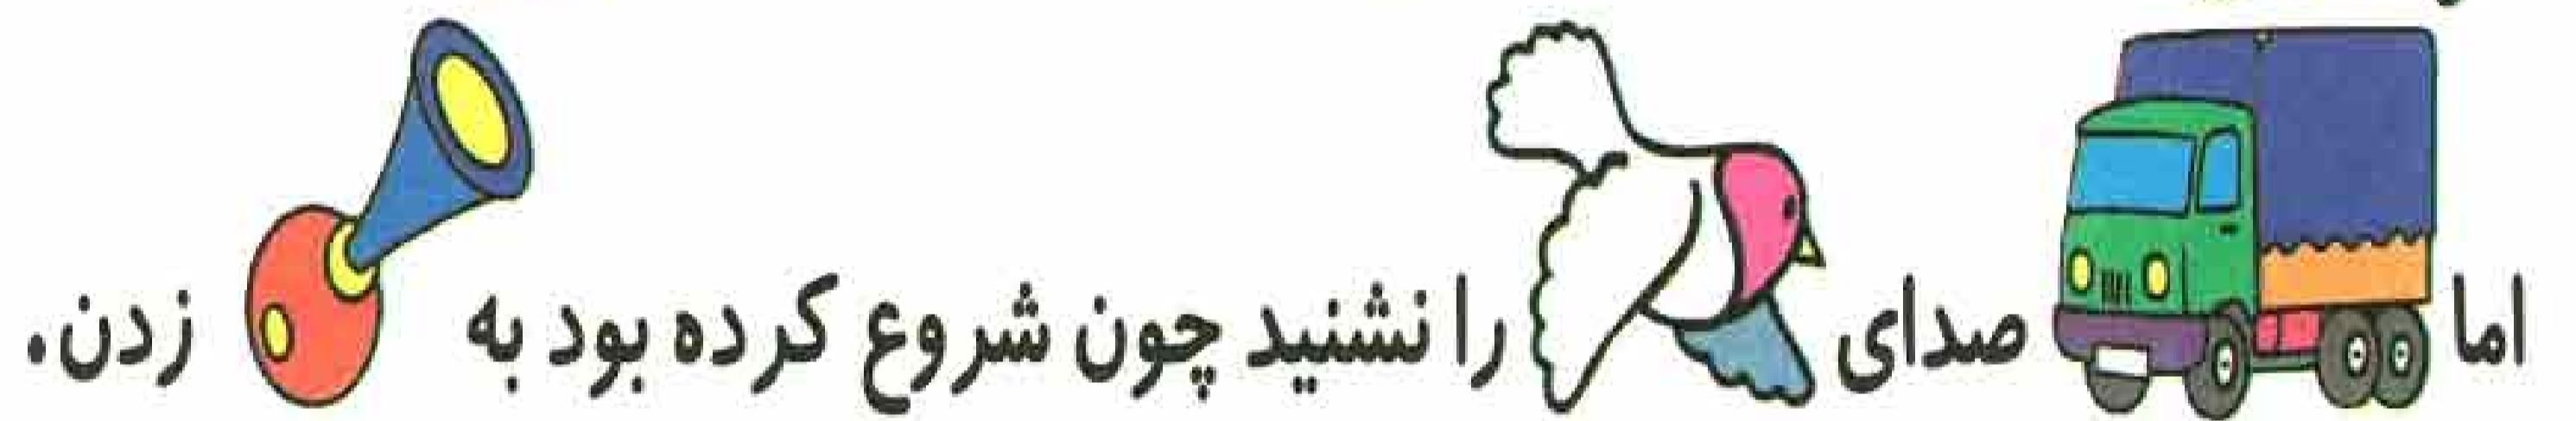 اما صدای را نشنید چون شروع کرده بود به زدن.